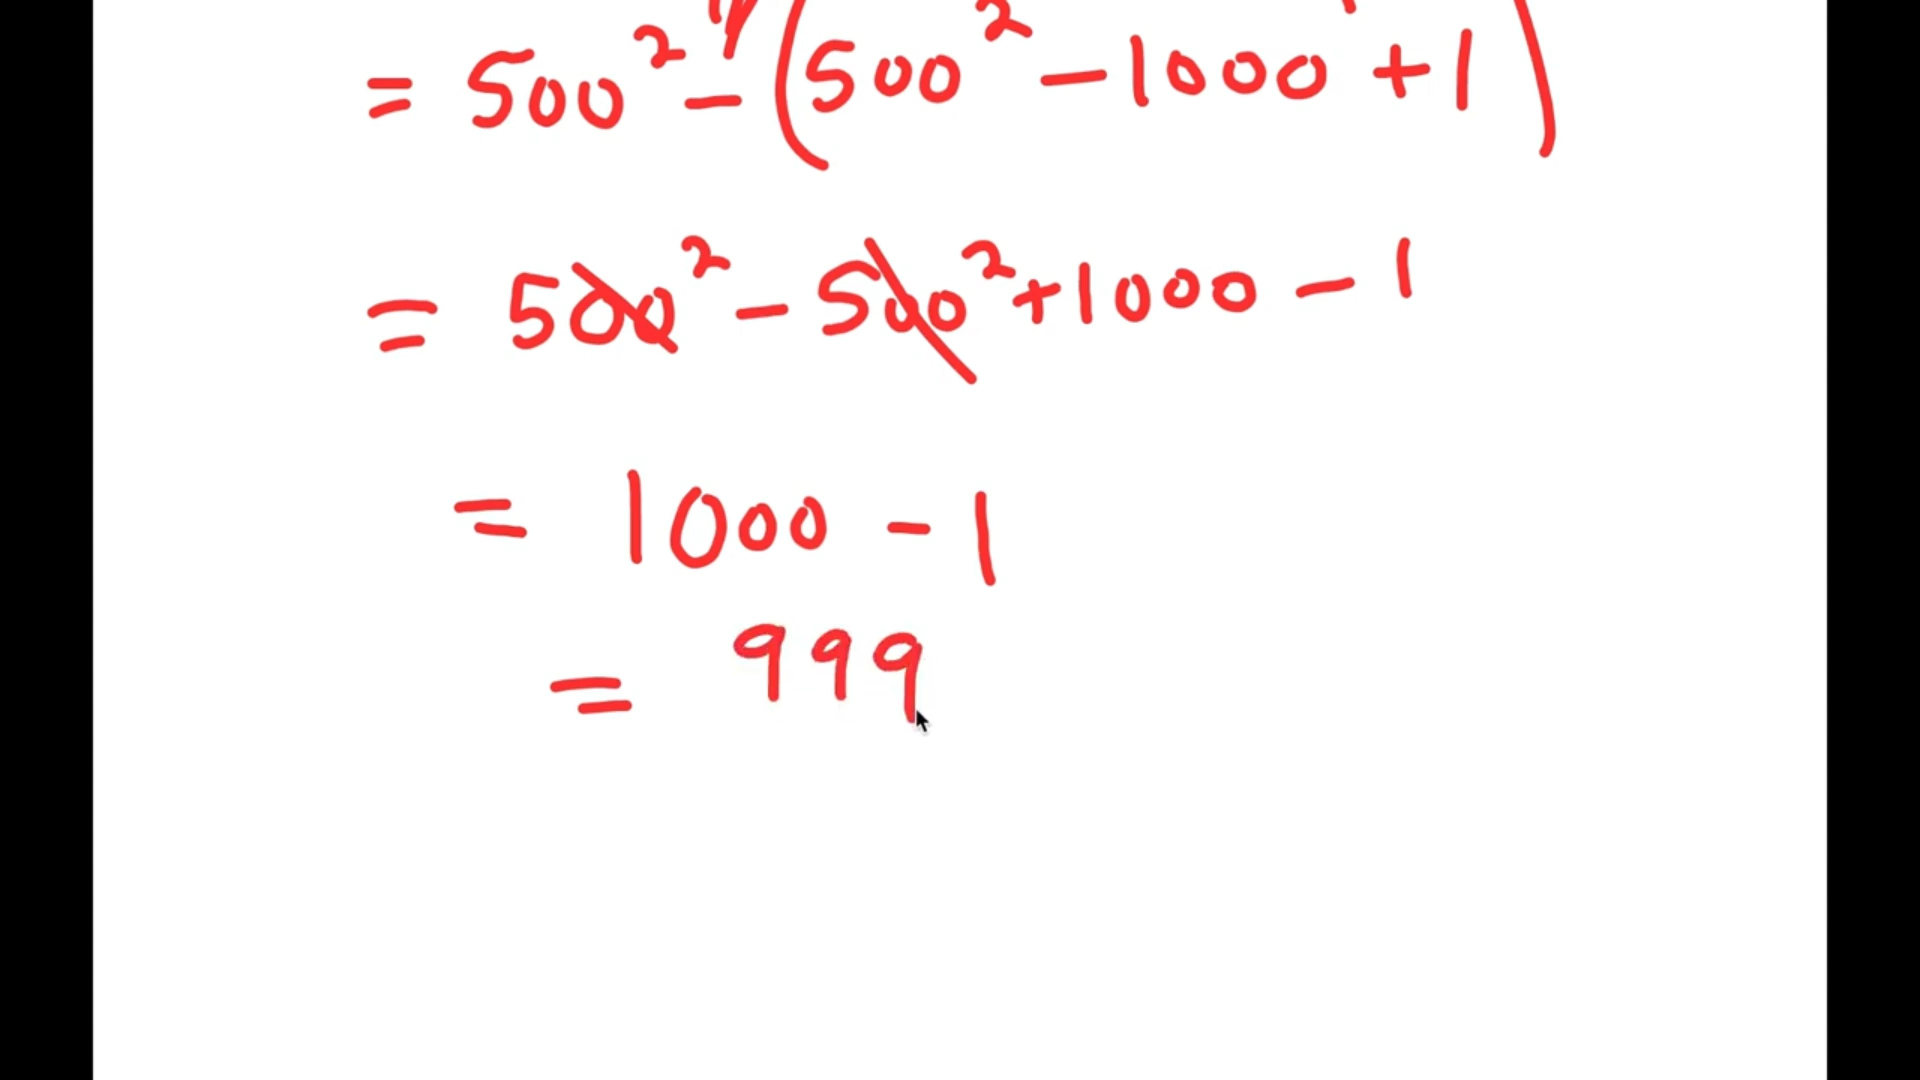 = 500² - (500² - 1000 + 1)
= 500² - 500² + 1000 - 1
= 1000 - 1
= 999